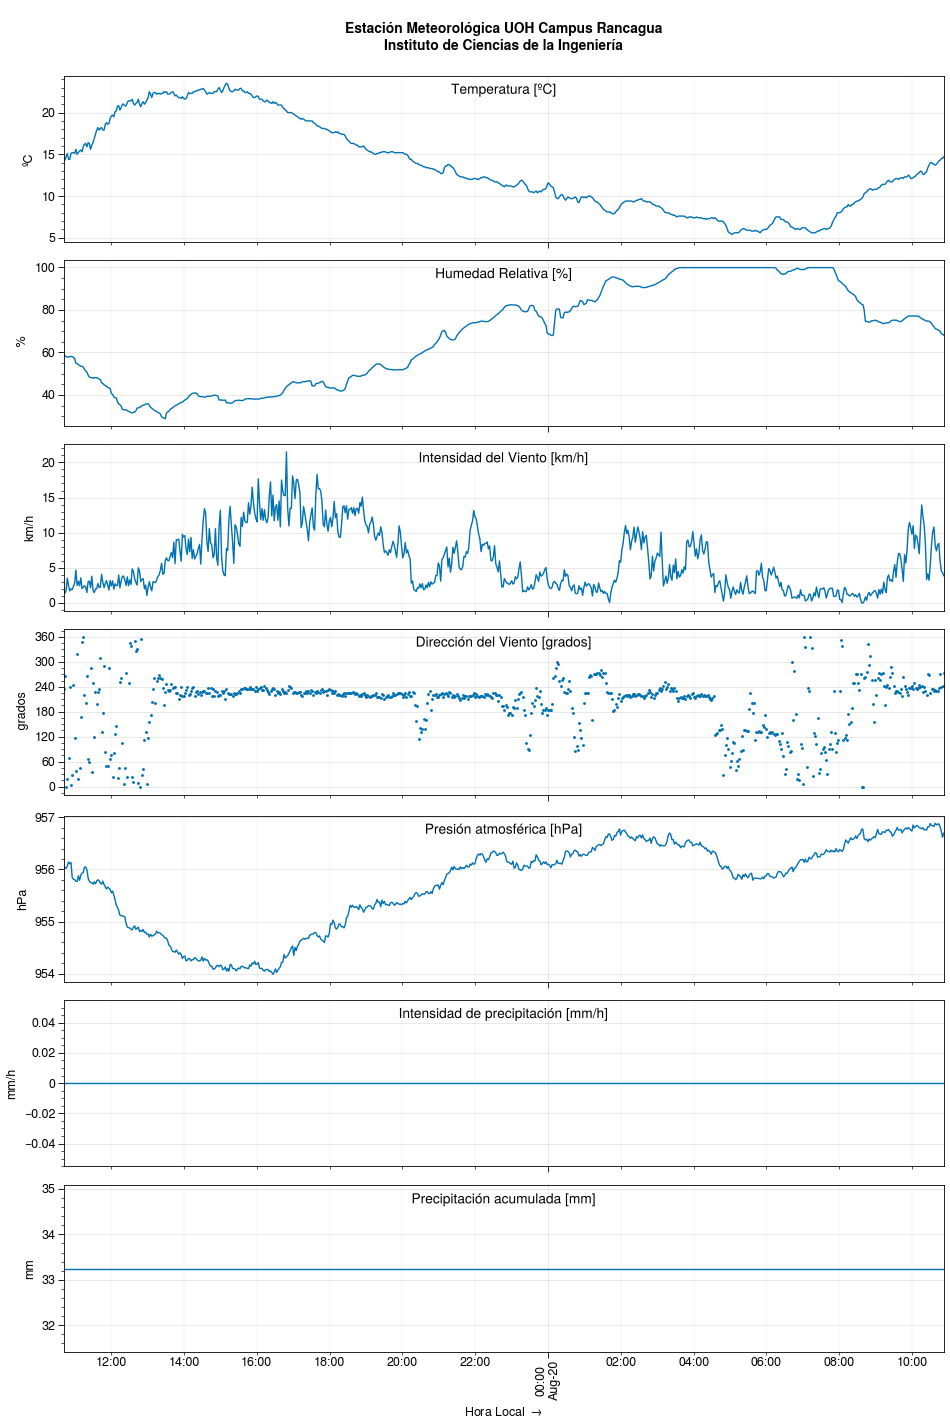 Estación Meteorológica UOH Campus Rancagua
Instituto de Ciencias de la Ingeniería
Temperatura [ºC]
ºC
20
15
10
5
Humedad Relativa [%]
%
100
80
60
40
Intensidad del Viento [km/h]
km/h
20
15
10
5
0
Dirección del Viento [grados]
grados
360
300
240
180
120
60
0
Presión atmosférica [hPa]
hPa
957
956
955
954
Intensidad de precipitación [mm/h]
mm/h
0.04
0.02
0
−0.02
−0.04
Precipitación acumulada [mm]
mm
35
34
33
32
12:00 14:00 16:00 18:00 20:00 22:00 00:00 02:00 04:00 06:00 08:00 10:00
Aug-20
Hora Local →